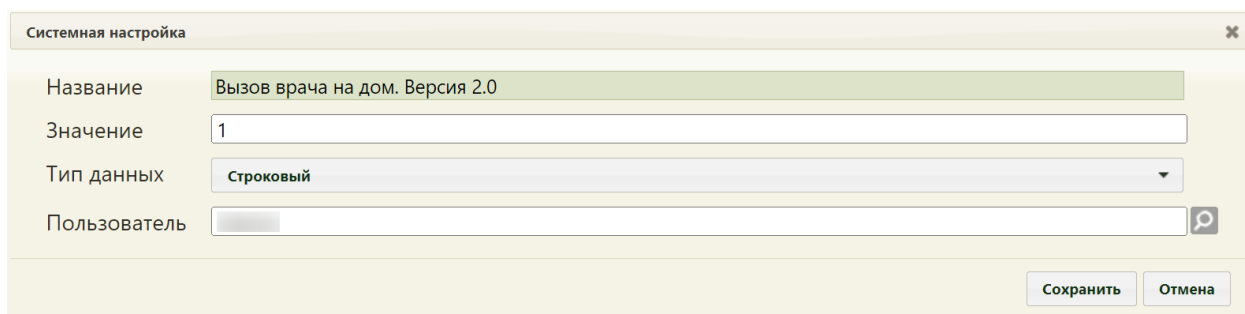 Системная настройка
Название Вызов врача на дом. Версия 2.0
Значение 1
Тип данных Строковый
Пользователь
Сохранить Отмена